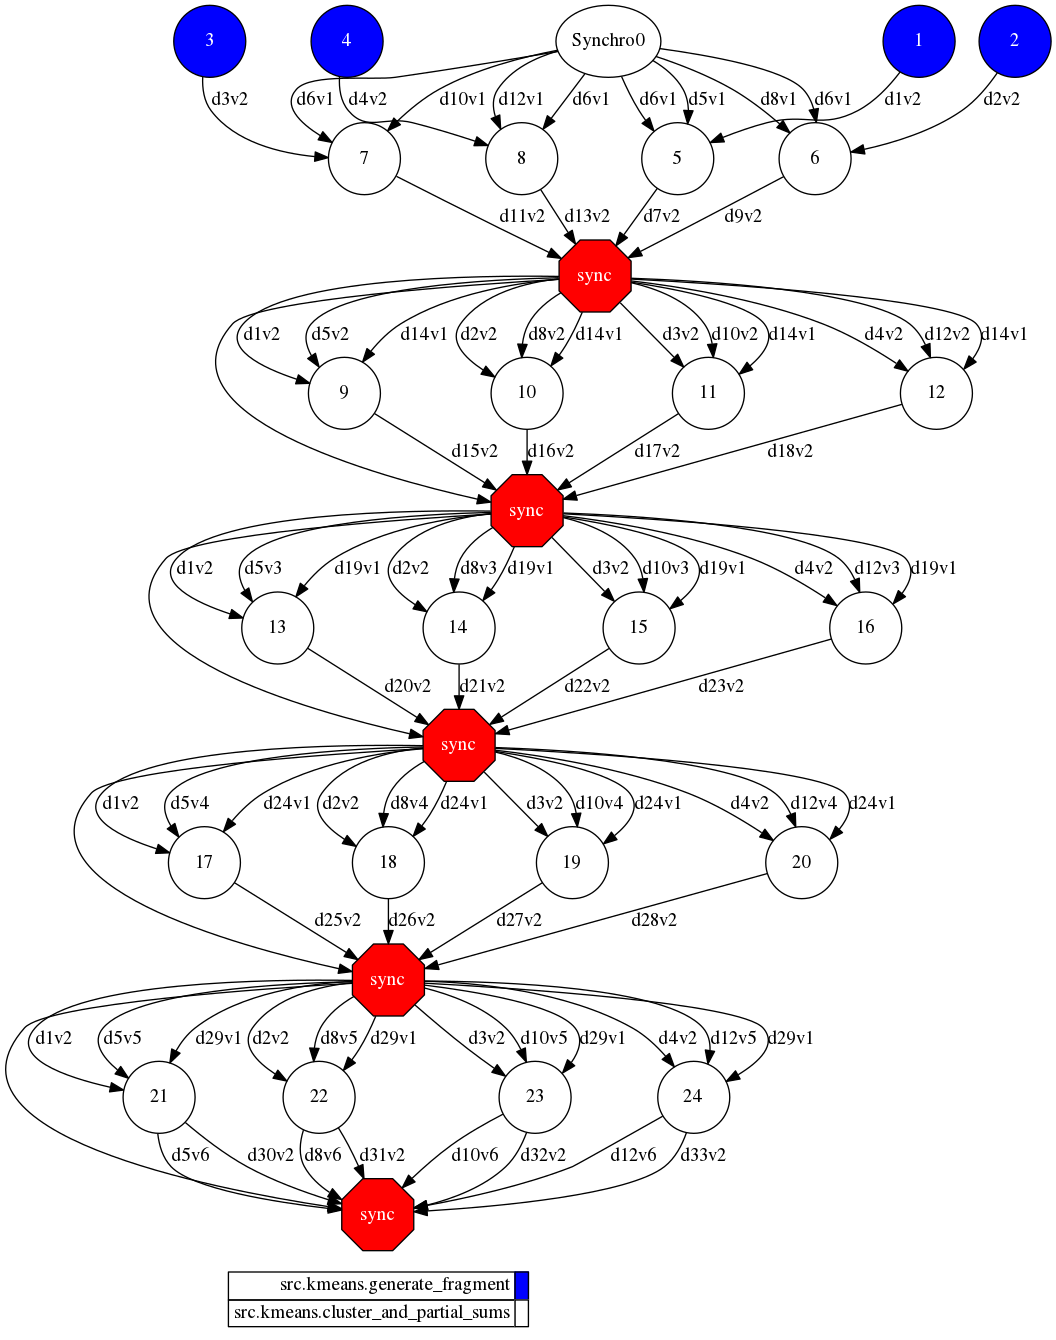 3 4 Synchro0 1 2
d3v2 d6v1 d4v2 d10v1 d12v1 d6v1 d6v1 d5v1 d8v1 d6v1 d1v2 d2v2
7 8 5 6
d11v2 d13v2 d7v2 d9v2
sync
d1v2 d5v2 d14v1 d2v2 d8v2 d14v1 d3v2 d10v2 d14v1 d4v2 d12v2 d14v1
9 10 11 12
d15v2 d16v2 d17v2 d18v2
sync
d1v2 d5v3 d19v1 d2v2 d8v3 d19v1 d3v2 d10v3 d19v1 d4v2 d12v3 d19v1
13 14 15 16
d20v2 d21v2 d22v2 d23v2
sync
d1v2 d5v4 d24v1 d2v2 d8v4 d24v1 d3v2 d10v4 d24v1 d4v2 d12v4 d24v1
17 18 19 20
d25v2 d26v2 d27v2 d28v2
sync
d1v2 d5v5 d29v1 d2v2 d8v5 d29v1 d3v2 d10v5 d29v1 d4v2 d12v5 d29v1
21 22 23 24
d5v6 d30v2 d8v6 d31v2 d10v6 d32v2 d12v6 d33v2
sync
src.kmeans.generate_fragment
src.kmeans.cluster_and_partial_sums